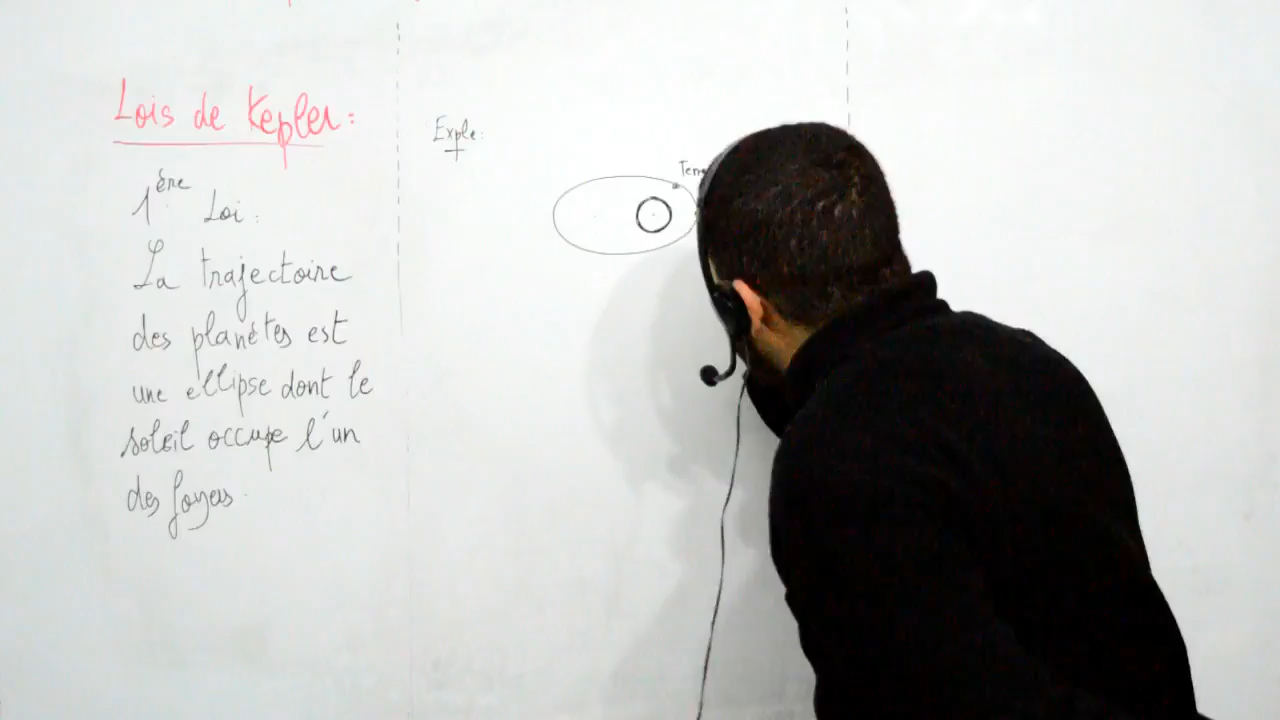 Lois de Kepler :
1ère Loi :
La trajectoire
des planètes est
une ellipse dont le
soleil occupe l'un
des foyers.
Exple :